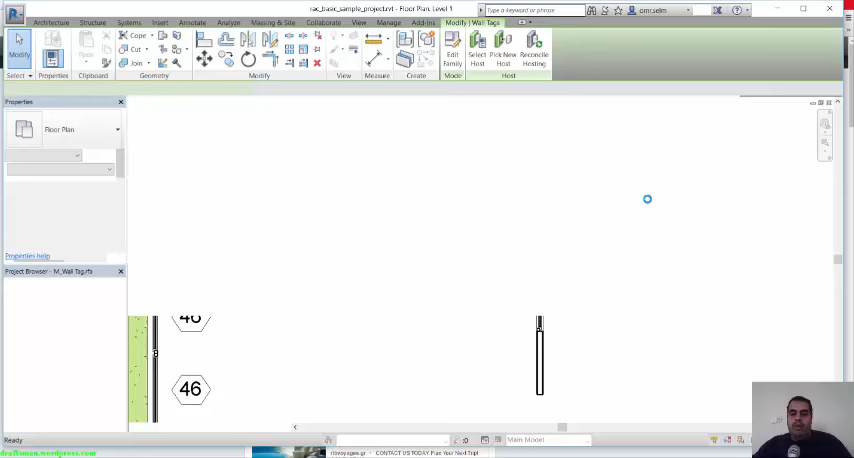 rac_basic_sample_project.rvt - Floor Plan: Level 1
Type a keyword or phrase
omr.selm
Architecture Structure Systems Insert Annotate Analyze Massing & Site Collaborate View Manage Add-Ins Modify | Wall Tags
Modify
Paste
Cope
Cut
Join
Edit Family
Select Host
Pick New Host
Reconcile Hosting
Select Properties Clipboard Geometry Modify View Measure Create Mode Host
Properties
Floor Plan
Properties help
Project Browser - M_Wall Tag.rfa
46
46
Ready
:0
Main Model
draftsman.wordpress.com
ritmvoyages.gr • CONTACT US TODAY Plan Your Next Trip!